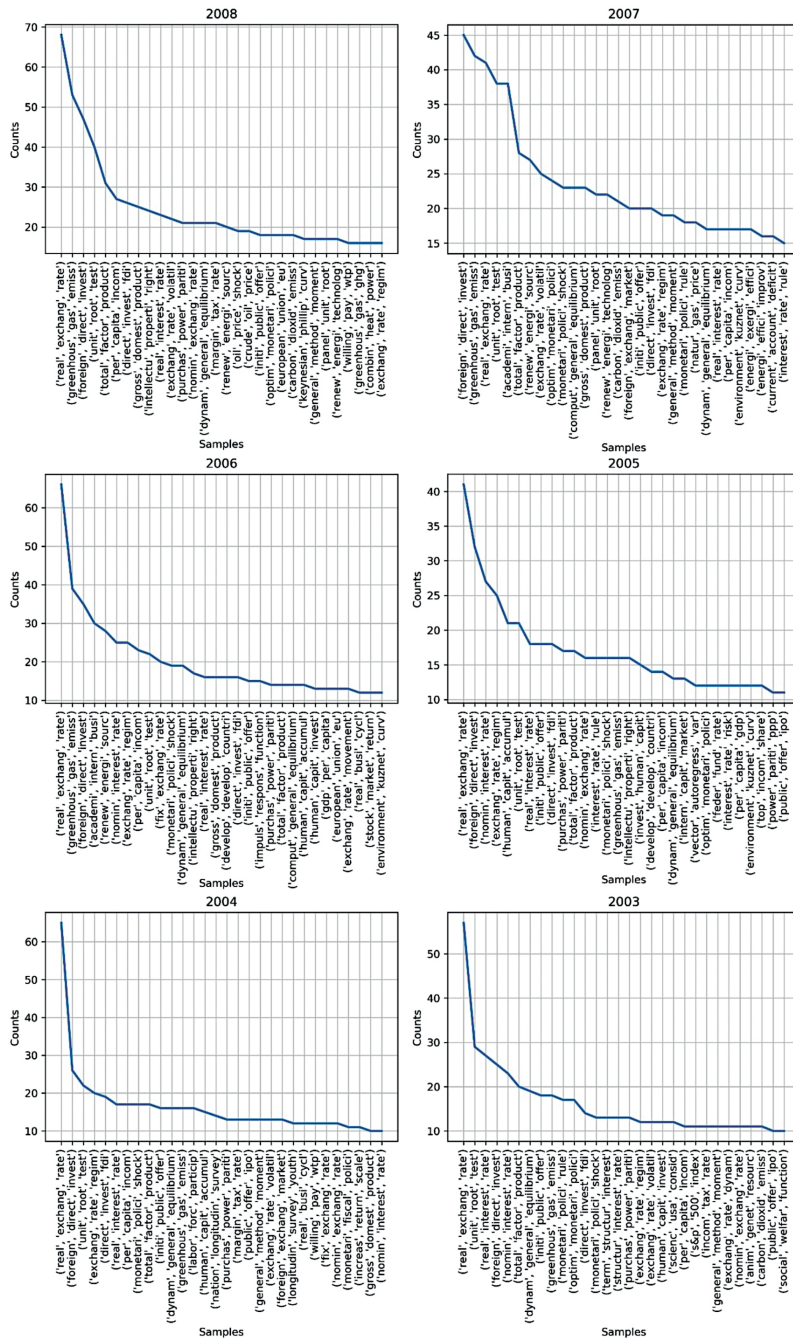 2008
Counts
70
60
50
40
30
20
('real', 'exchang', 'rate')
('greenhous', 'gas', 'emiss')
('foreign', 'direct', 'invest')
('unit', 'root', 'test')
('total', 'factor', 'product')
('per', 'capita', 'incom')
('direct', 'invest', 'fdi')
('gross', 'domest', 'product')
('intellectu', 'properti', 'right')
('real', 'interest', 'rate')
('exchang', 'rate', 'volatil')
('purchas', 'power', 'pariti')
('nomin', 'exchang', 'rate')
('dynam', 'general', 'equilibrium')
('margin', 'tax', 'rate')
('renew', 'energi', 'sourc')
('oil', 'price', 'shock')
('crude', 'oil', 'price')
('initi', 'public', 'offer')
('optim', 'monetari', 'polici')
('european', 'union', 'eu')
('carbon', 'dioxid', 'emiss')
('keynesian', 'phillip', 'curv')
('general', 'method', 'moment')
('panel', 'unit', 'root')
('renew', 'energi', 'technolog')
('willing', 'pay', 'wtp')
('greenhous', 'gas', 'ghg')
('combin', 'heat', 'power')
('exchang', 'rate', 'regim')
Samples
2007
Counts
45
40
35
30
25
20
15
('foreign', 'direct', 'invest')
('greenhous', 'gas', 'emiss')
('real', 'exchang', 'rate')
('unit', 'root', 'test')
('academi', 'intern', 'busi')
('total', 'factor', 'product')
('renew', 'energi', 'sourc')
('exchang', 'rate', 'volatil')
('optim', 'monetari', 'polici')
('monetari', 'polici', 'shock')
('comput', 'general', 'equilibrium')
('gross', 'domest', 'product')
('panel', 'unit', 'root')
('renew', 'energi', 'technolog')
('carbon', 'dioxid', 'emiss')
('foreign', 'exchang', 'market')
('initi', 'public', 'offer')
('direct', 'invest', 'fdi')
('exchang', 'rate', 'regim')
('general', 'method', 'moment')
('monetari', 'polici', 'rule')
('natur', 'gas', 'price')
('dynam', 'general', 'equilibrium')
('real', 'interest', 'rate')
('per', 'capita', 'incom')
('environment', 'kuznet', 'curv')
('energi', 'exergi', 'effici')
('energi', 'effici', 'improv')
('current', 'account', 'deficit')
('interest', 'rate', 'rule')
Samples
2006
Counts
60
50
40
30
20
10
('real', 'exchang', 'rate')
('greenhous', 'gas', 'emiss')
('foreign', 'direct', 'invest')
('academi', 'intern', 'busi')
('renew', 'energi', 'sourc')
('nomin', 'interest', 'rate')
('exchang', 'rate', 'regim')
('per', 'capita', 'incom')
('unit', 'root', 'test')
('fix', 'exchang', 'rate')
('monetari', 'polici', 'shock')
('dynam', 'general', 'equilibrium')
('intellectu', 'properti', 'right')
('real', 'interest', 'rate')
('gross', 'domest', 'product')
('develop', 'develop', 'countri')
('direct', 'invest', 'fdi')
('initi', 'public', 'offer')
('impuls', 'respons', 'function')
('purchas', 'power', 'pariti')
('total', 'factor', 'product')
('comput', 'general', 'equilibrium')
('human', 'capit', 'accumul')
('human', 'capit', 'invest')
('gdp', 'per', 'capita')
('european', 'union', 'eu')
('exchang', 'rate', 'movement')
('real', 'busi', 'cycl')
('stock', 'market', 'return')
('environment', 'kuznet', 'curv')
Samples
2005
Counts
40
35
30
25
20
15
10
('real', 'exchang', 'rate')
('foreign', 'direct', 'invest')
('nomin', 'interest', 'rate')
('exchang', 'rate', 'regim')
('human', 'capit', 'accumul')
('unit', 'root', 'test')
('real', 'interest', 'rate')
('initi', 'public', 'offer')
('direct', 'invest', 'fdi')
('purchas', 'power', 'pariti')
('total', 'factor', 'product')
('nomin', 'exchang', 'rate')
('interest', 'rate', 'rule')
('monetari', 'polici', 'shock')
('greenhous', 'gas', 'emiss')
('intellectu', 'properti', 'right')
('invest', 'human', 'capit')
('develop', 'develop', 'countri')
('per', 'capita', 'incom')
('dynam', 'general', 'equilibrium')
('intern', 'capit', 'market')
('vector', 'autoregress', 'var')
('optim', 'monetari', 'polici')
('feder', 'fund', 'rate')
('interest', 'rate', 'risk')
('per', 'capita', 'gdp')
('environment', 'kuznet', 'curv')
('top', 'incom', 'share')
('power', 'pariti', 'ppp')
('public', 'offer', 'ipo')
Samples
2004
Counts
60
50
40
30
20
10
('real', 'exchang', 'rate')
('foreign', 'direct', 'invest')
('unit', 'root', 'test')
('exchang', 'rate', 'regim')
('direct', 'invest', 'fdi')
('real', 'interest', 'rate')
('per', 'capita', 'incom')
('monetari', 'polici', 'shock')
('total', 'factor', 'product')
('initi', 'public', 'offer')
('dynam', 'general', 'equilibrium')
('greenhous', 'gas', 'emiss')
('labor', 'forc', 'particip')
('human', 'capit', 'accumul')
('nation', 'longitudin', 'survey')
('purchas', 'power', 'pariti')
('margin', 'tax', 'rate')
('public', 'offer', 'ipo')
('general', 'method', 'moment')
('exchang', 'rate', 'volatil')
('foreign', 'exchang', 'market')
('longitudin', 'survey', 'youth')
('real', 'busi', 'cycl')
('willing', 'pay', 'wtp')
('fix', 'exchang', 'rate')
('nomin', 'exchang', 'rate')
('monetari', 'fiscal', 'polici')
('increas', 'return', 'scale')
('gross', 'domest', 'product')
('nomin', 'interest', 'rate')
Samples
2003
Counts
50
40
30
20
10
('real', 'exchang', 'rate')
('unit', 'root', 'test')
('real', 'interest', 'rate')
('foreign', 'direct', 'invest')
('nomin', 'interest', 'rate')
('total', 'factor', 'product')
('dynam', 'general', 'equilibrium')
('initi', 'public', 'offer')
('greenhous', 'gas', 'emiss')
('monetari', 'polici', 'rule')
('optim', 'monetari', 'polici')
('direct', 'invest', 'fdi')
('monetari', 'polici', 'shock')
('term', 'structur', 'interest')
('structur', 'interest', 'rate')
('purchas', 'power', 'pariti')
('exchang', 'rate', 'regim')
('exchang', 'rate', 'volatil')
('human', 'capit', 'invest')
('scienc', 'usa', 'consid')
('per', 'capita', 'incom')
('s&p', '500', 'index')
('incom', 'tax', 'rate')
('general', 'method', 'moment')
('exchang', 'rate', 'dynam')
('nomin', 'exchang', 'rate')
('anim', 'genet', 'resourc')
('carbon', 'dioxid', 'emiss')
('public', 'offer', 'ipo')
('social', 'welfar', 'function')
Samples